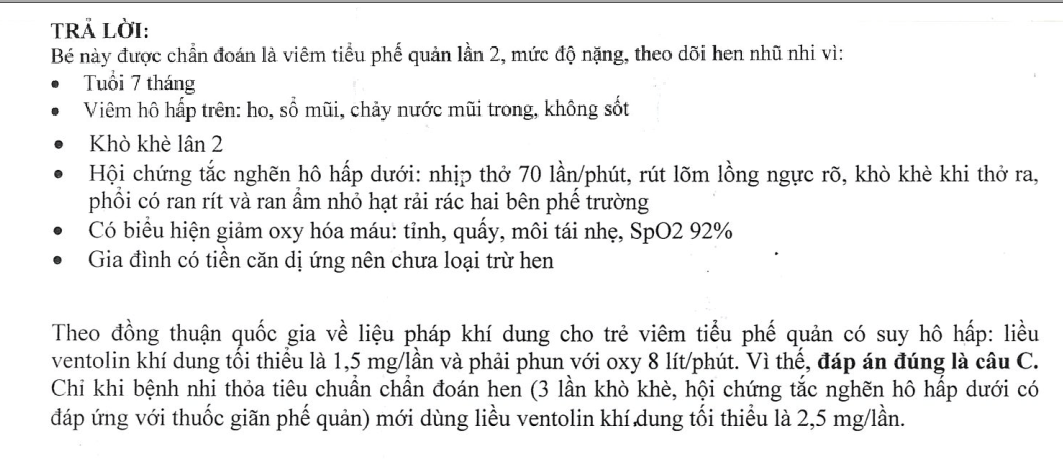 TRẢ LỜI:
Bé này được chẩn đoán là viêm tiểu phế quản lần 2, mức độ nặng, theo dõi hen nhũ nhi vì:
• Tuổi 7 tháng
• Viêm hô hấp trên: ho, sổ mũi, chảy nước mũi trong, không sốt
• Khò khè lân 2
• Hội chứng tắc nghẽn hô hấp dưới: nhịp thở 70 lần/phút, rút lõm lồng ngực rõ, khò khè khi thở ra,
phổi có ran rít và ran ẩm nhỏ hạt rải rác hai bên phế trường
• Có biểu hiện giảm oxy hóa máu: tỉnh, quấy, môi tái nhẹ, SpO2 92%
• Gia đình có tiền căn dị ứng nên chưa loại trừ hen
Theo đồng thuận quốc gia về liệu pháp khí dung cho trẻ viêm tiểu phế quản có suy hô hấp: liều
ventolin khí dung tối thiểu là 1,5 mg/lần và phải phun với oxy 8 lít/phút. Vì thế, đáp án đúng là câu C.
Chỉ khi bệnh nhi thỏa tiêu chuẩn chẩn đoán hen (3 lần khò khè, hội chứng tắc nghẽn hô hấp dưới có
đáp ứng với thuốc giãn phế quản) mới dùng liều ventolin khí dung tối thiểu là 2,5 mg/lần.